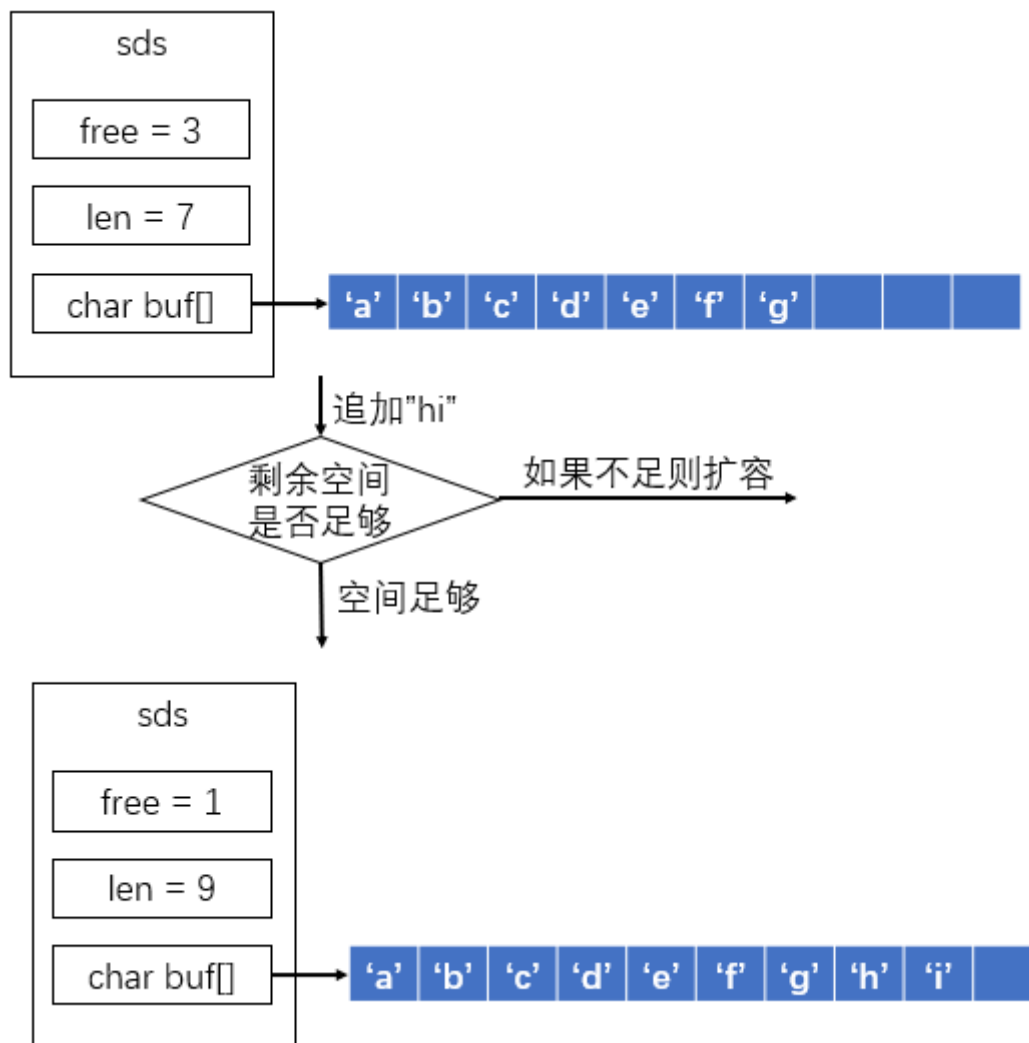 sds
free = 3
len = 7
char buf[]
‘a’ ‘b’ ‘c’ ‘d’ ‘e’ ‘f’ ‘g’
追加”hi”
剩余空间
是否足够
如果不足则扩容
空间足够
sds
free = 1
len = 9
char buf[]
‘a’ ‘b’ ‘c’ ‘d’ ‘e’ ‘f’ ‘g’ ‘h’ ‘i’